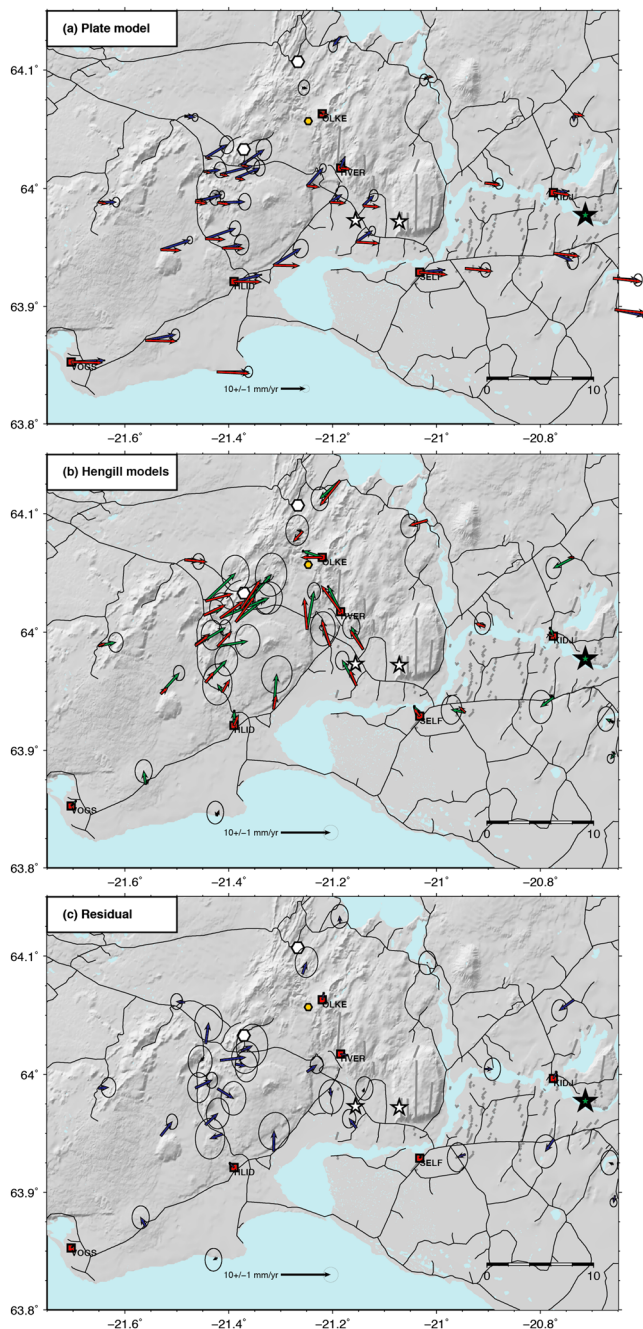 (a) Plate model
64.1°
OLKE
HVER
64°
KIDJ
SELF
HLID
63.9°
VOGS
10+/−1 mm/yr
0 10
63.8°
−21.6 −21.4 −21.2 −21 −20.8
(b) Hengill models
64.1°
OLKE
HVER
64°
KIDJ
SELF
HLID
63.9°
VOGS
10+/−1 mm/yr
0 10
63.8°
−21.6 −21.4 −21.2 −21 −20.8
(c) Residual
64.1°
OLKE
HVER
64°
KIDJ
SELF
HLID
63.9°
VOGS
10+/−1 mm/yr
0 10
63.8°
−21.6 −21.4 −21.2 −21 −20.8